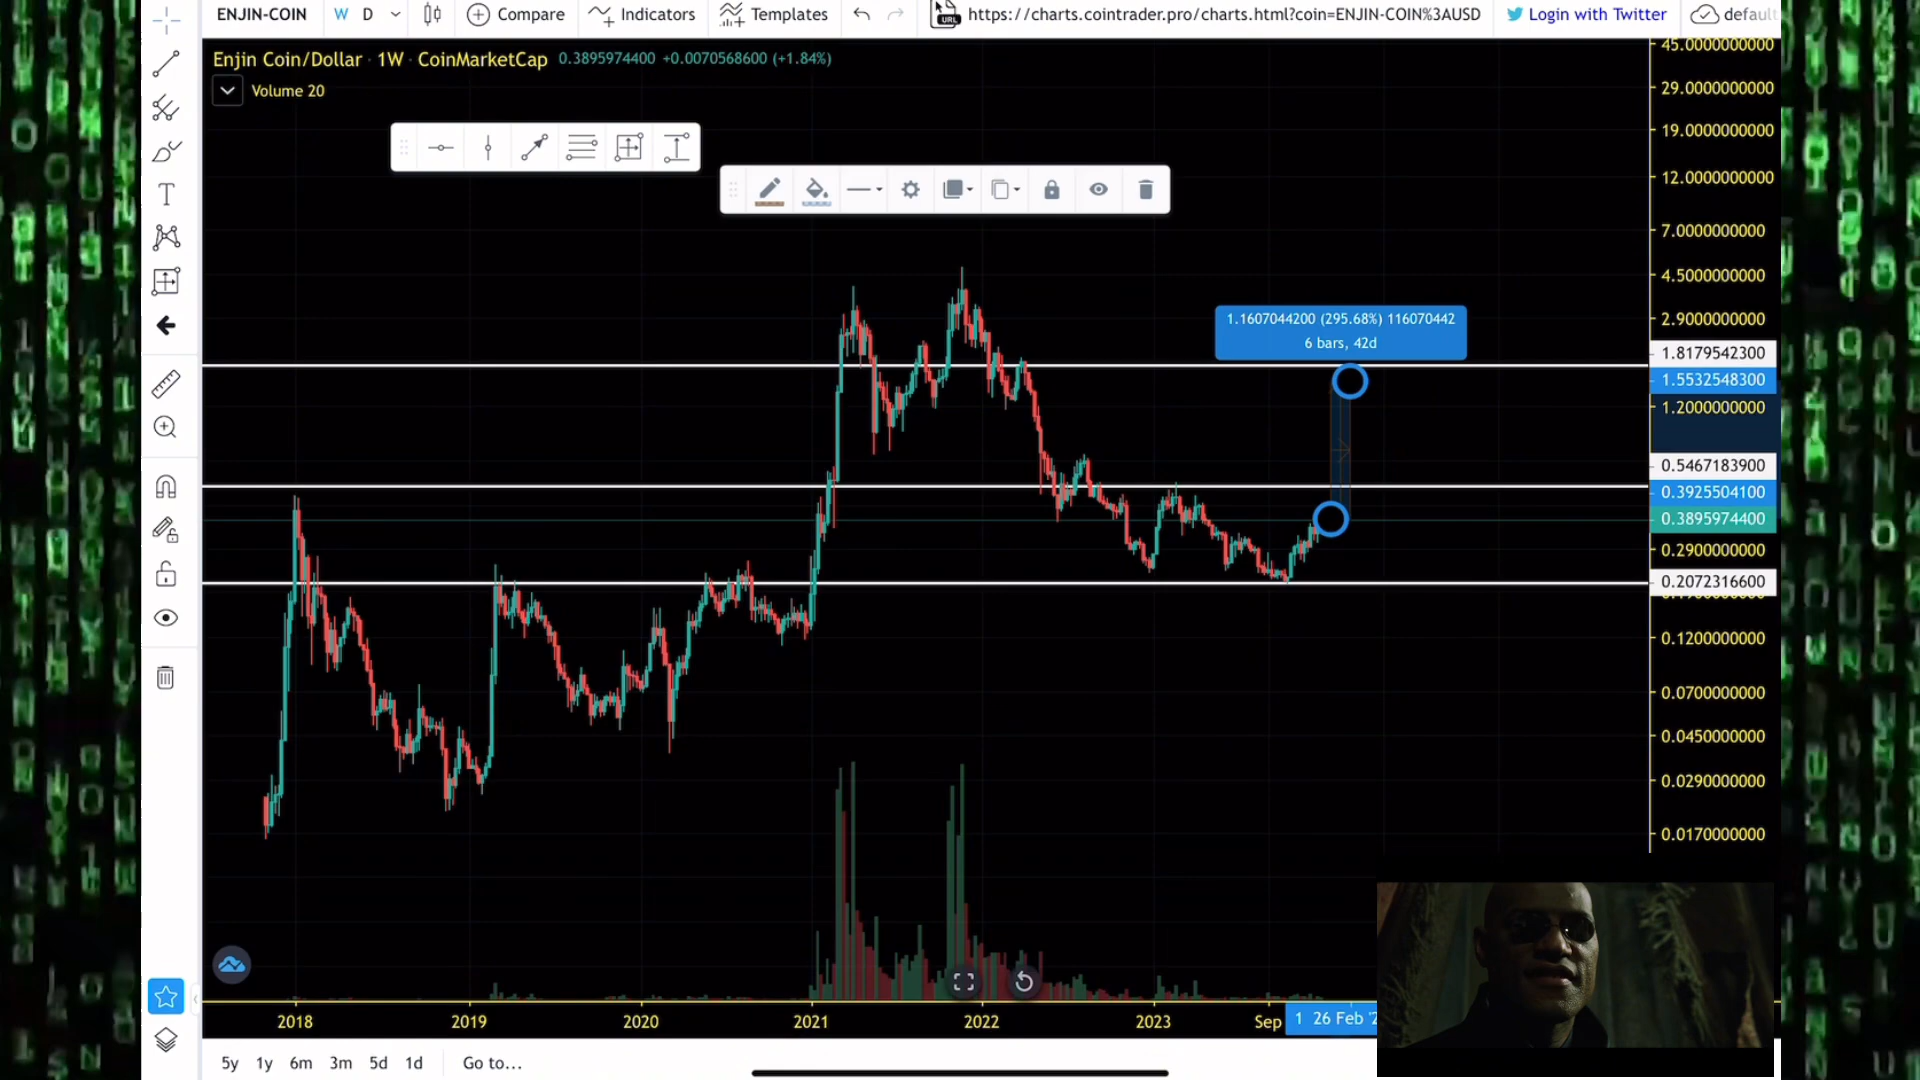 ENJIN-COIN W D Compare Indicators Templates URL https://charts.cointrader.pro/charts.html?coin=ENJIN-COIN%3AUSD Login with Twitter default
Enjin Coin/Dollar · 1W · CoinMarketCap 0.3895974400 +0.0070568600 (+1.84%)
Volume 20
T
1.1607044200 (295.68%) 116070442
6 bars, 42d
45.0000000000
29.0000000000
19.0000000000
12.0000000000
7.0000000000
4.5000000000
2.9000000000
1.8179542300
1.5532548300
1.2000000000
0.5467183900
0.3925504100
0.3895974400
0.2900000000
0.2072316600
0.1200000000
0.0700000000
0.0450000000
0.0290000000
0.0170000000
2018 2019 2020 2021 2022 2023 Sep 1 26 Feb '2
5y 1y 6m 3m 5d 1d Go to...